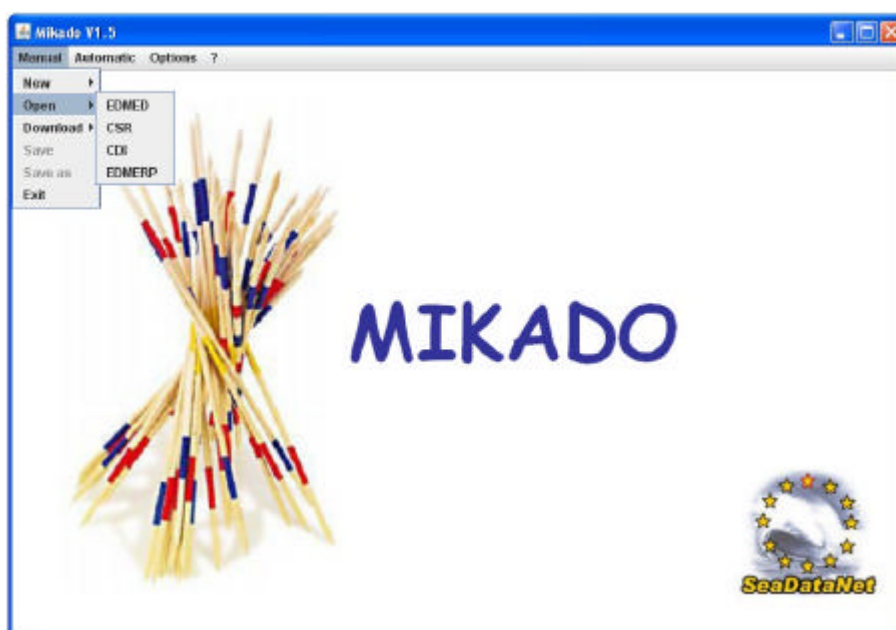 Mikado V1.5
Manual Automatic Options ?
New
Open
Download
Save
Save as
Exit
EDMED
CSR
CDI
EDMERP
MIKADO
SeaDataNet